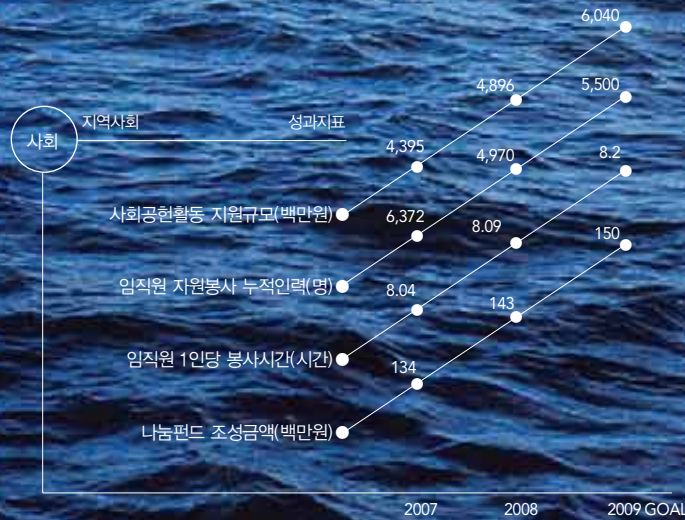 6,040
4,896
5,500
지역사회 성과지표
사회
4,395
4,970
8.2
사회공헌활동 지원규모(백만원)
6,372
8.09
150
임직원 자원봉사 누적인력(명)
8.04
143
임직원 1인당 봉사시간(시간)
134
나눔펀드 조성금액(백만원)
2007 2008 2009 GOAL